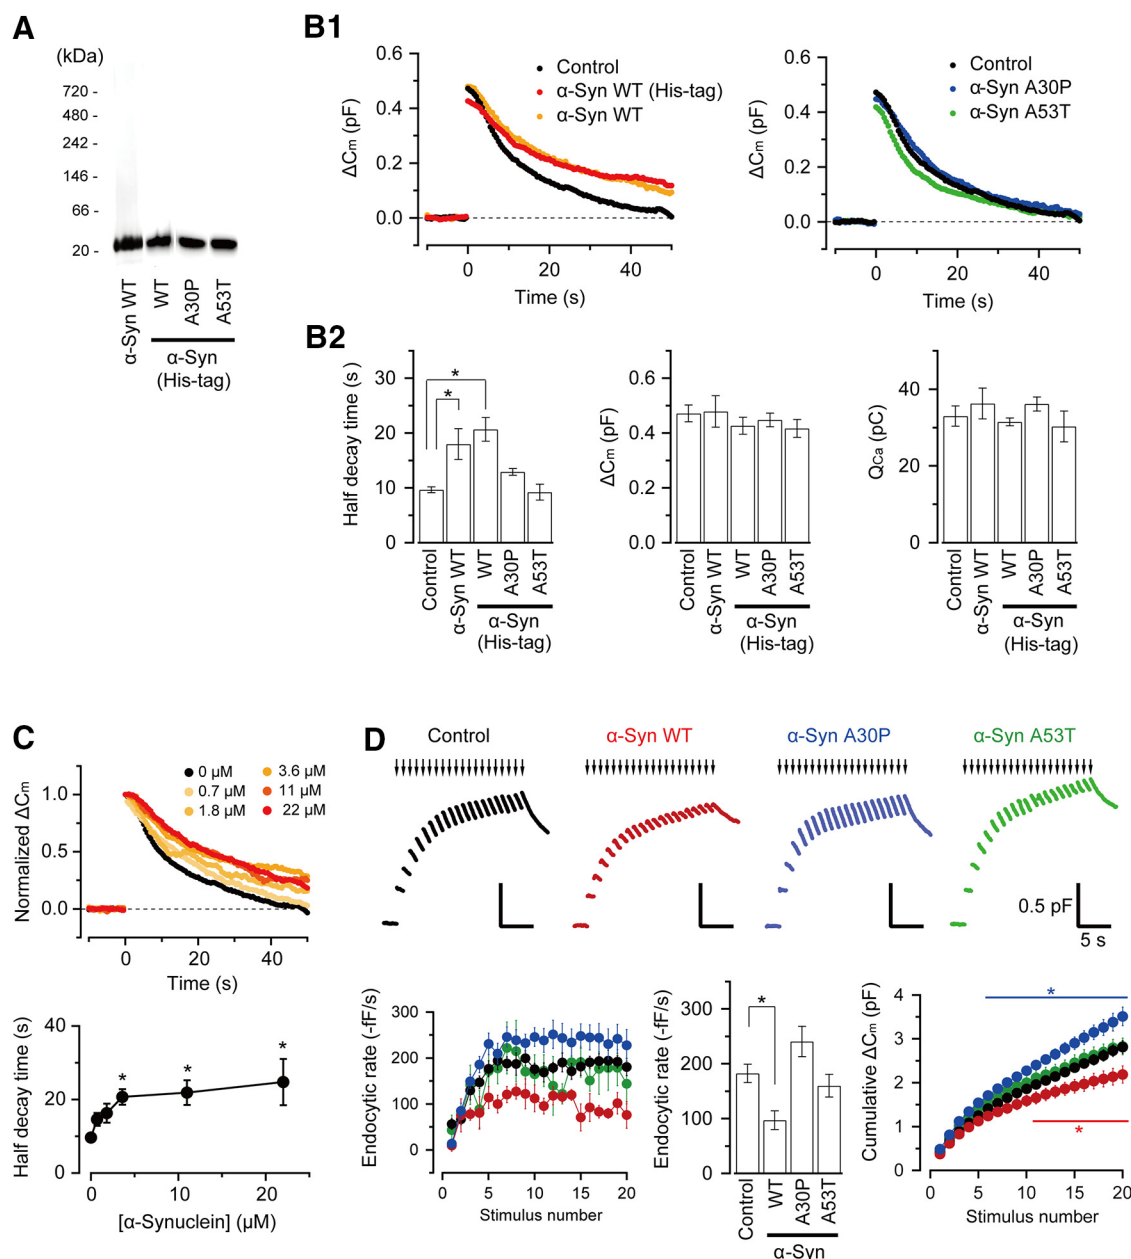 A
(kDa)
720 -
480 -
242 -
146 -
66 -
20 -
α-Syn WT
WT
A30P
A53T
α-Syn
(His-tag)
B1
ΔCm (pF)
0.6
0.4
0.2
0.0
Control
α-Syn WT (His-tag)
α-Syn WT
0
20
40
Time (s)
ΔCm (pF)
0.6
0.4
0.2
0.0
Control
α-Syn A30P
α-Syn A53T
0
20
40
Time (s)
B2
Half decay time (s)
30
20
10
0
*
*
Control
α-Syn WT
WT
A30P
A53T
α-Syn
(His-tag)
ΔCm (pF)
0.6
0.4
0.2
0.0
Control
α-Syn WT
WT
A30P
A53T
α-Syn
(His-tag)
QCa (pC)
40
20
0
Control
α-Syn WT
WT
A30P
A53T
α-Syn
(His-tag)
C
Normalized ΔCm
1.0
0.5
0.0
0 µM
0.7 µM
1.8 µM
3.6 µM
11 µM
22 µM
0
20
40
Time (s)
Half decay time (s)
40
20
0
*
*
*
0
10
20
[α-Synuclein] (µM)
D
Control
α-Syn WT
α-Syn A30P
α-Syn A53T
0.5 pF
5 s
Endocytic rate (-fF/s)
300
200
100
0
0
5
10
15
20
Stimulus number
Endocytic rate (-fF/s)
300
200
100
0
*
Control
WT
A30P
A53T
α-Syn
Cumulative ΔCm (pF)
4
3
2
1
0
*
*
0
5
10
15
20
Stimulus number